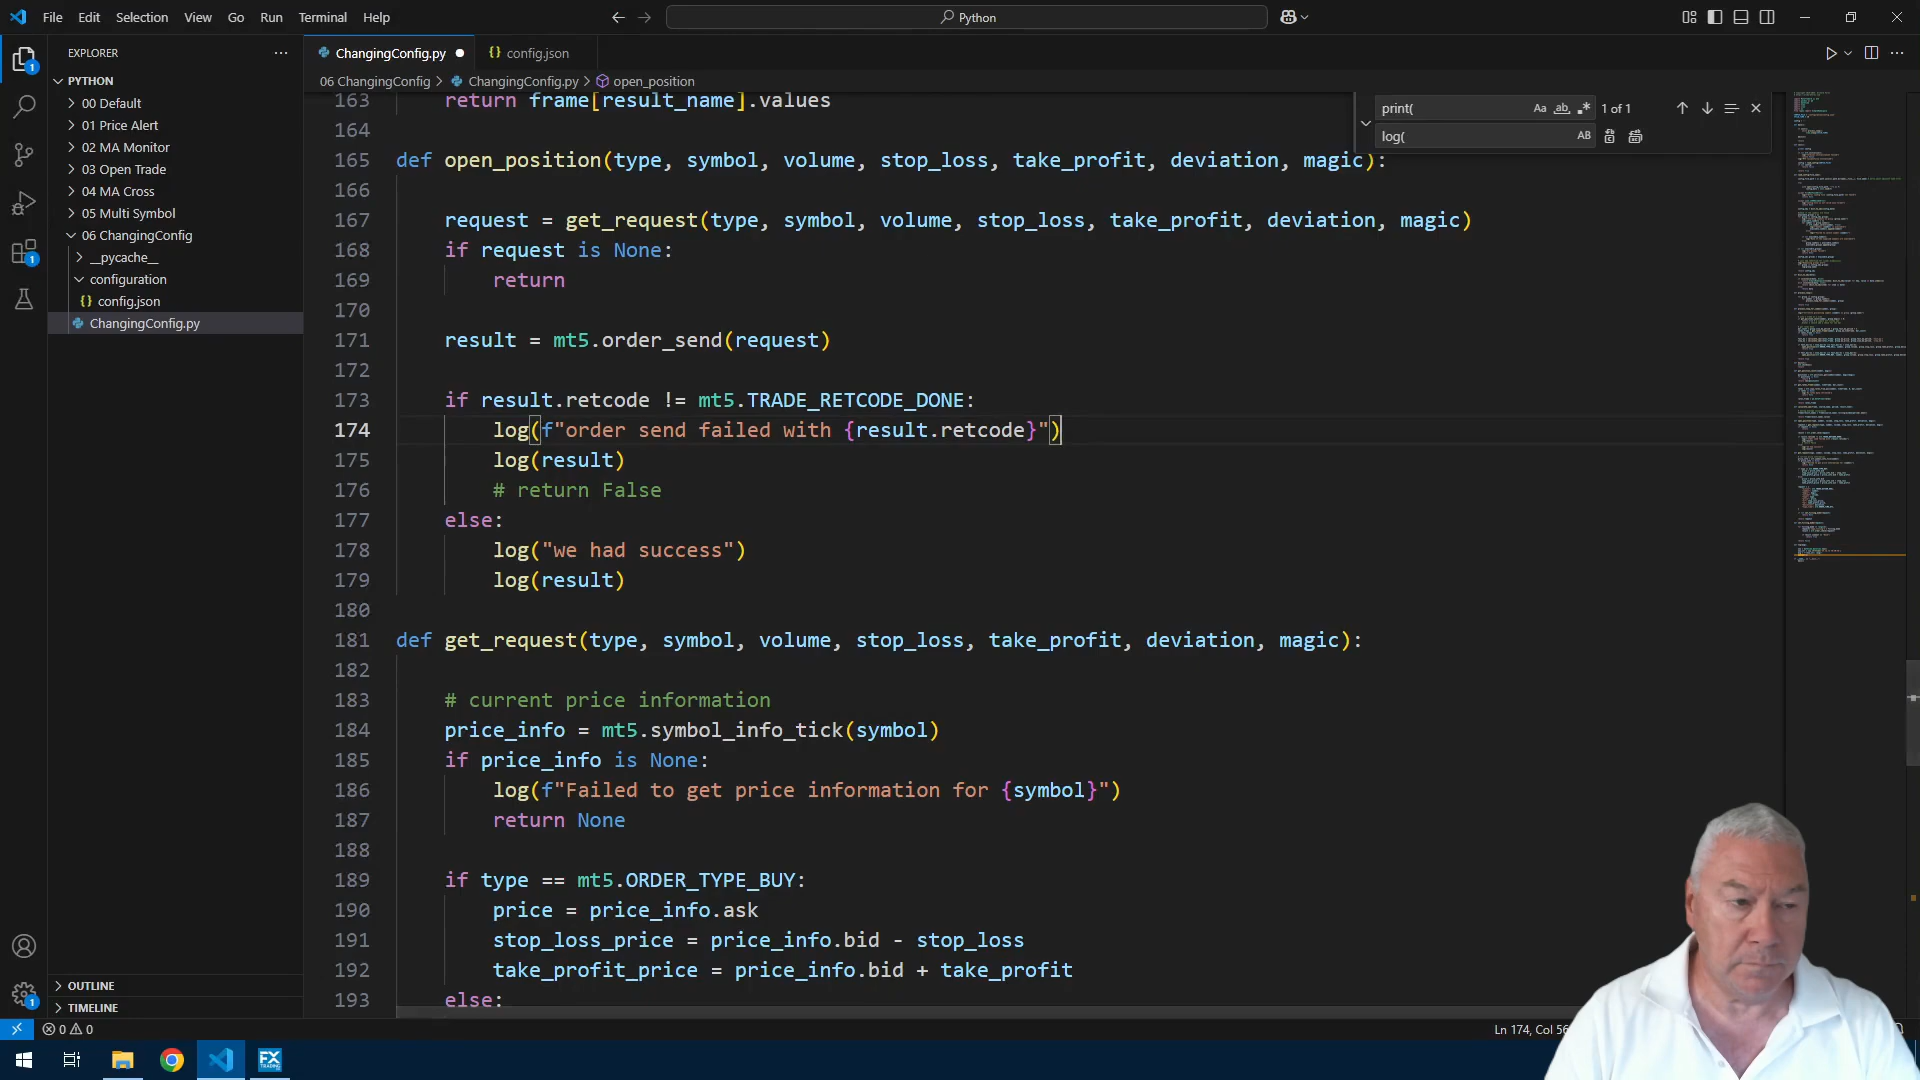 File Edit Selection View Go Run Terminal Help
Python
EXPLORER
PYTHON
00 Default
01 Price Alert
02 MA Monitor
03 Open Trade
04 MA Cross
05 Multi Symbol
06 ChangingConfig
__pycache__
configuration
config.json
ChangingConfig.py
OUTLINE
TIMELINE
ChangingConfig.py
config.json
06 ChangingConfig > ChangingConfig.py > open_position
print(
Aa ab 1 of 1
log(
AB
163 return frame[result_name].values
164
165 def open_position(type, symbol, volume, stop_loss, take_profit, deviation, magic):
166
167 request = get_request(type, symbol, volume, stop_loss, take_profit, deviation, magic)
168 if request is None:
169 return
170
171 result = mt5.order_send(request)
172
173 if result.retcode != mt5.TRADE_RETCODE_DONE:
174 log(f"order send failed with {result.retcode}")
175 log(result)
176 # return False
177 else:
178 log("we had success")
179 log(result)
180
181 def get_request(type, symbol, volume, stop_loss, take_profit, deviation, magic):
182
183 # current price information
184 price_info = mt5.symbol_info_tick(symbol)
185 if price_info is None:
186 log(f"Failed to get price information for {symbol}")
187 return None
188
189 if type == mt5.ORDER_TYPE_BUY:
190 price = price_info.ask
191 stop_loss_price = price_info.bid - stop_loss
192 take_profit_price = price_info.bid + take_profit
193 else:
0 0
Ln 174, Col 56
FX
TRADING